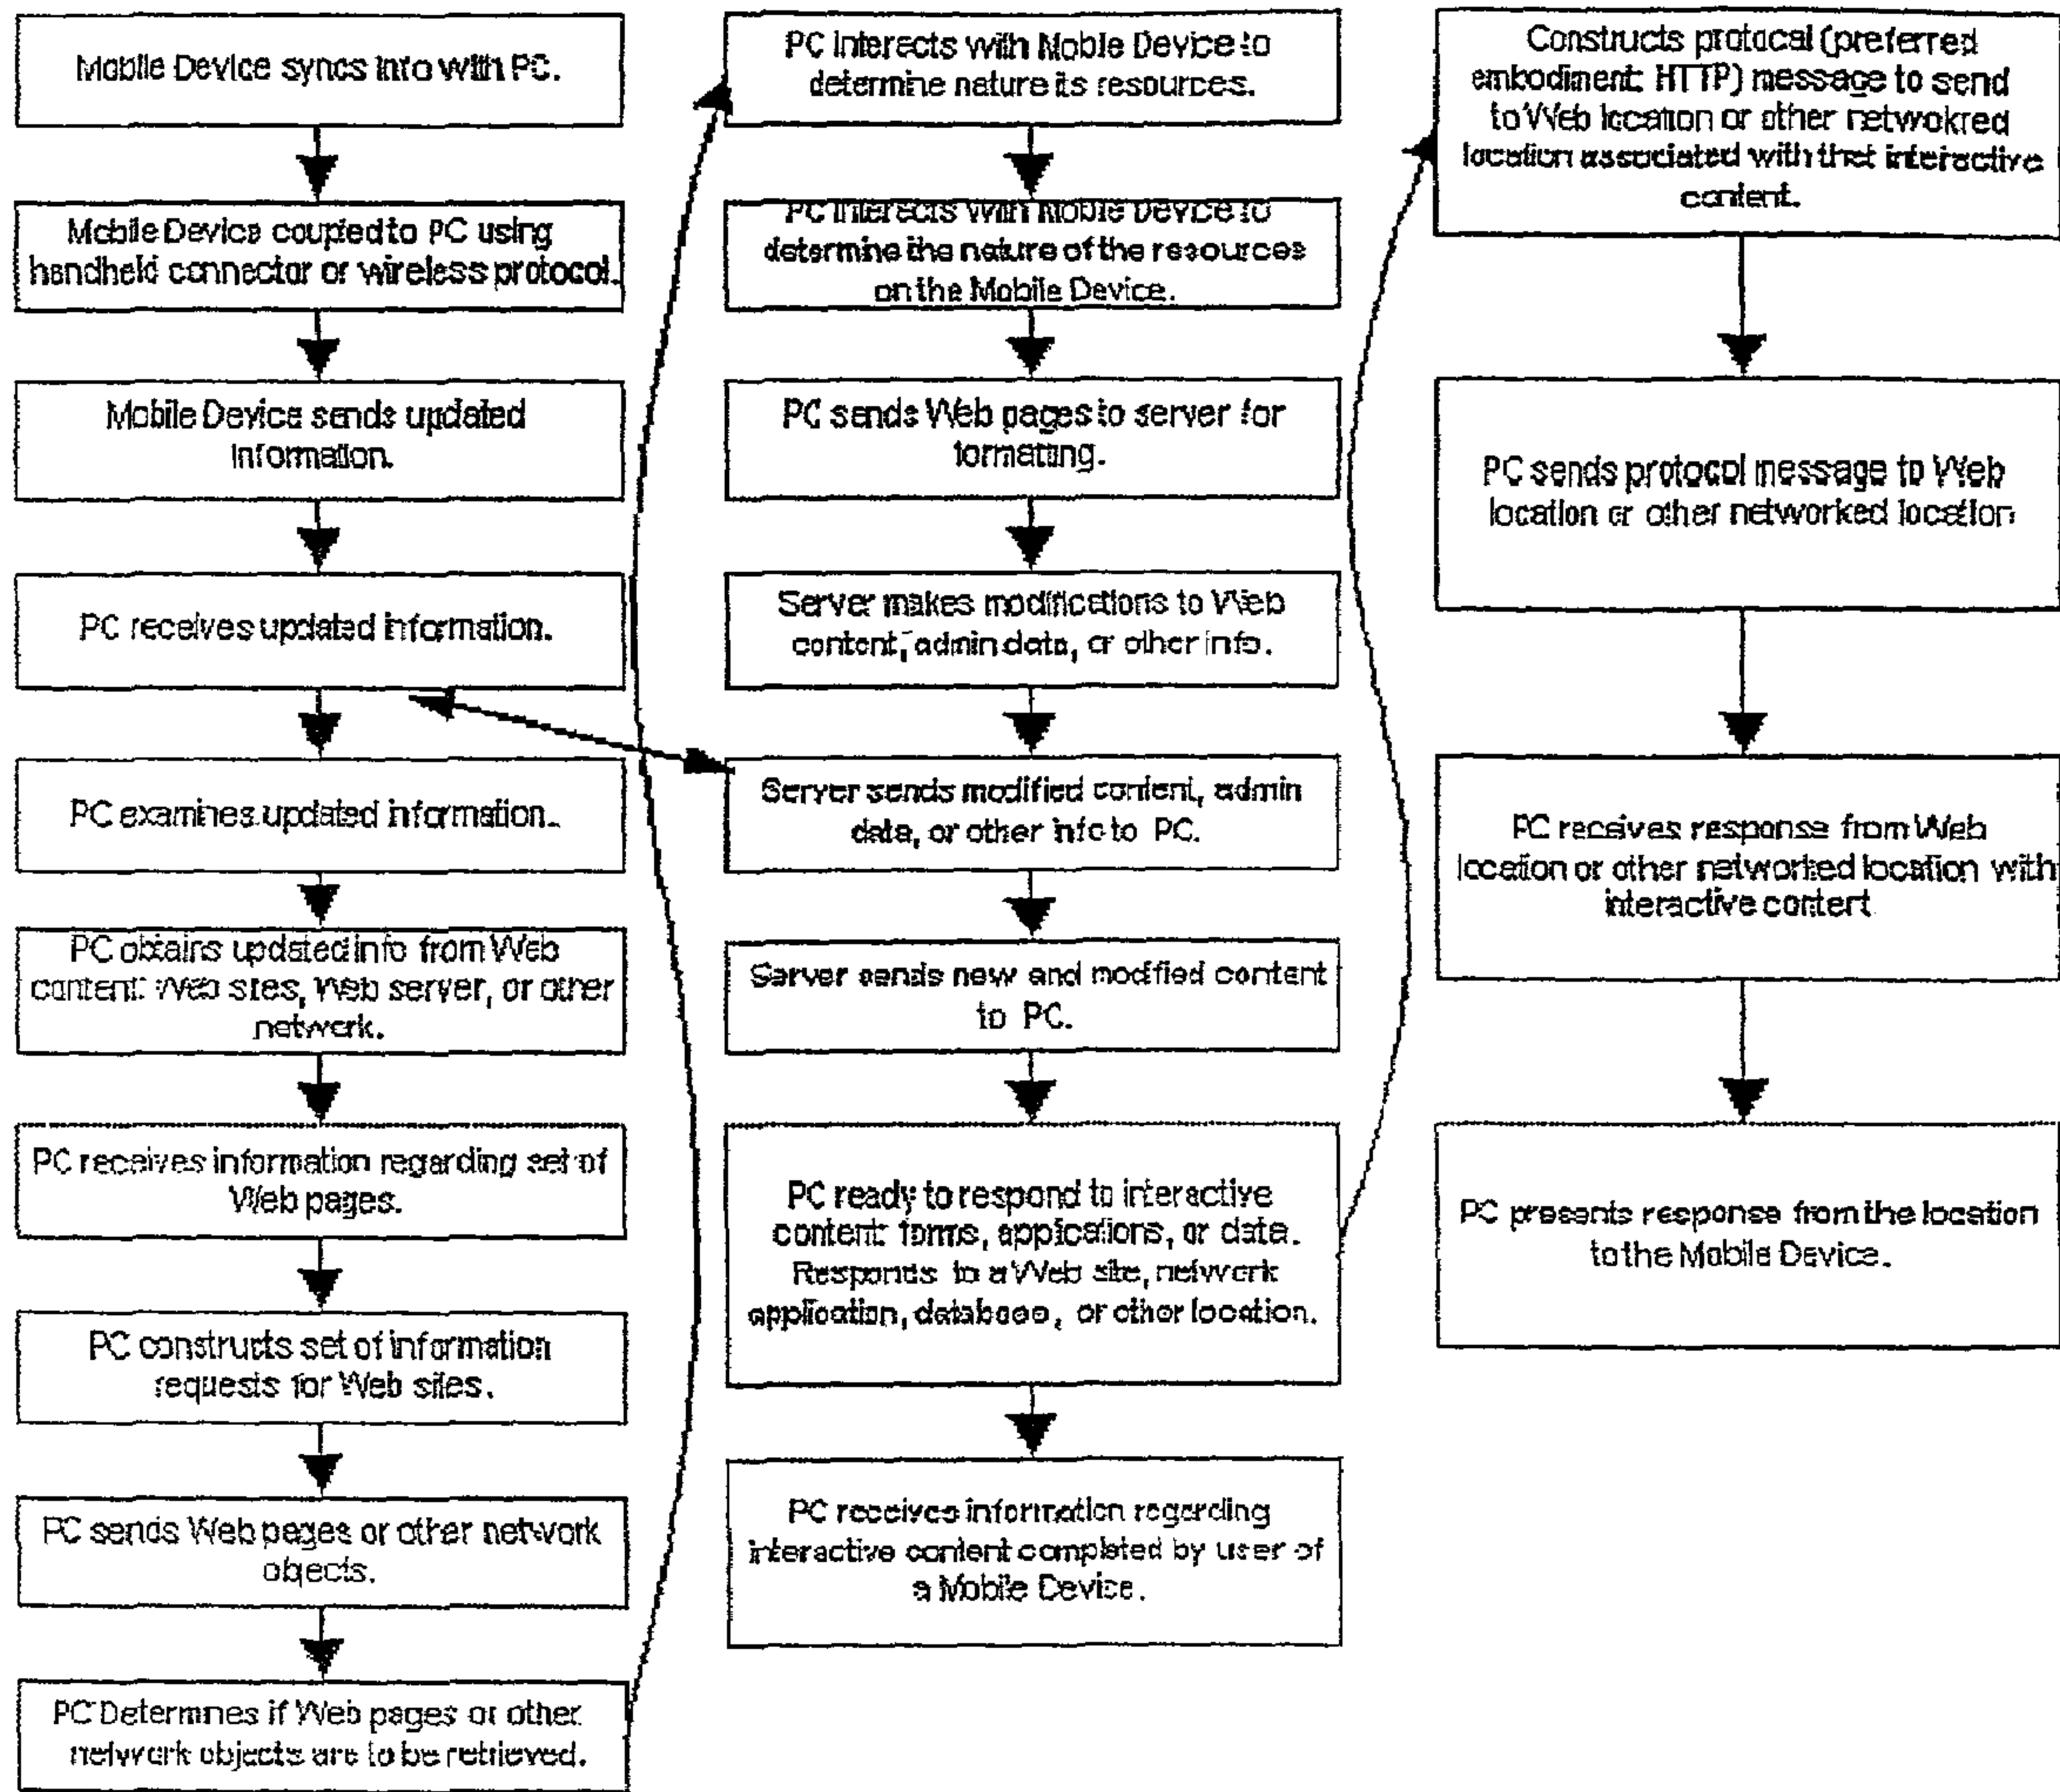 Mobile Device syncs into with PC.
Mobile Device coupled to PC using
handheld connector or wireless protocol.
Mobile Device sends updated
information.
PC receives updated information.
PC examines updated information.
PC obtains updated info from Web
content: Web sites, Web server, or other
network.
PC receives information regarding set of
Web pages.
PC constructs set of information
requests for Web sites.
PC sends Web pages or other network
objects.
PC Determines if Web pages or other
network objects are to be retrieved.
PC interacts with Mobile Device to
determine nature its resources.
PC interacts with Mobile Device to
determine the nature of the resources
on the Mobile Device.
PC sends Web pages to server for
formatting.
Server makes modifications to Web
content, admin data, or other info.
Server sends modified content, admin
data, or other info to PC.
Server sends new and modified content
to PC.
PC ready to respond to interactive
content: forms, applications, or data.
Responds to a Web site, network
application, database, or other location.
PC receives information regarding
interactive content completed by user of
a Mobile Device.
Constructs protocal (preferred
embodiment: HTTP) message to send
to Web location or other netwokred
location associated with that interactive
content.
PC sends protocol message to Web
location or other networked location
PC receives response from Web
location or other networked location with
interactive content
PC presents response from the location
to the Mobile Device.